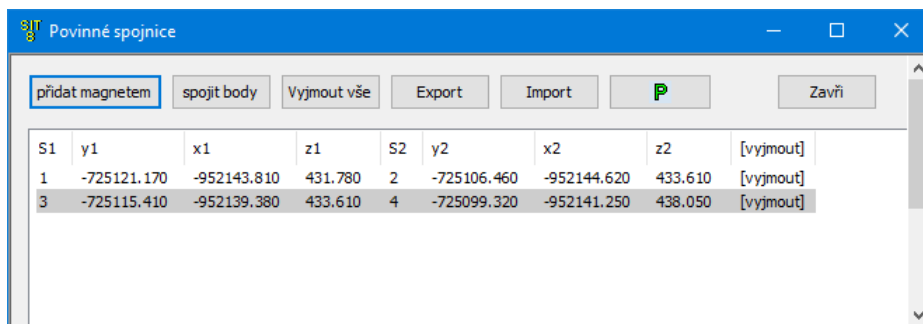 SIT
8
Povinné spojnice
přidat magnetem spojit body Vyjmout vše Export Import P Zavři
S1 y1 x1 z1 S2 y2 x2 z2 [vyjmout]
1 -725121.170 -952143.810 431.780 2 -725106.460 -952144.620 433.610 [vyjmout]
3 -725115.410 -952139.380 433.610 4 -725099.320 -952141.250 438.050 [vyjmout]